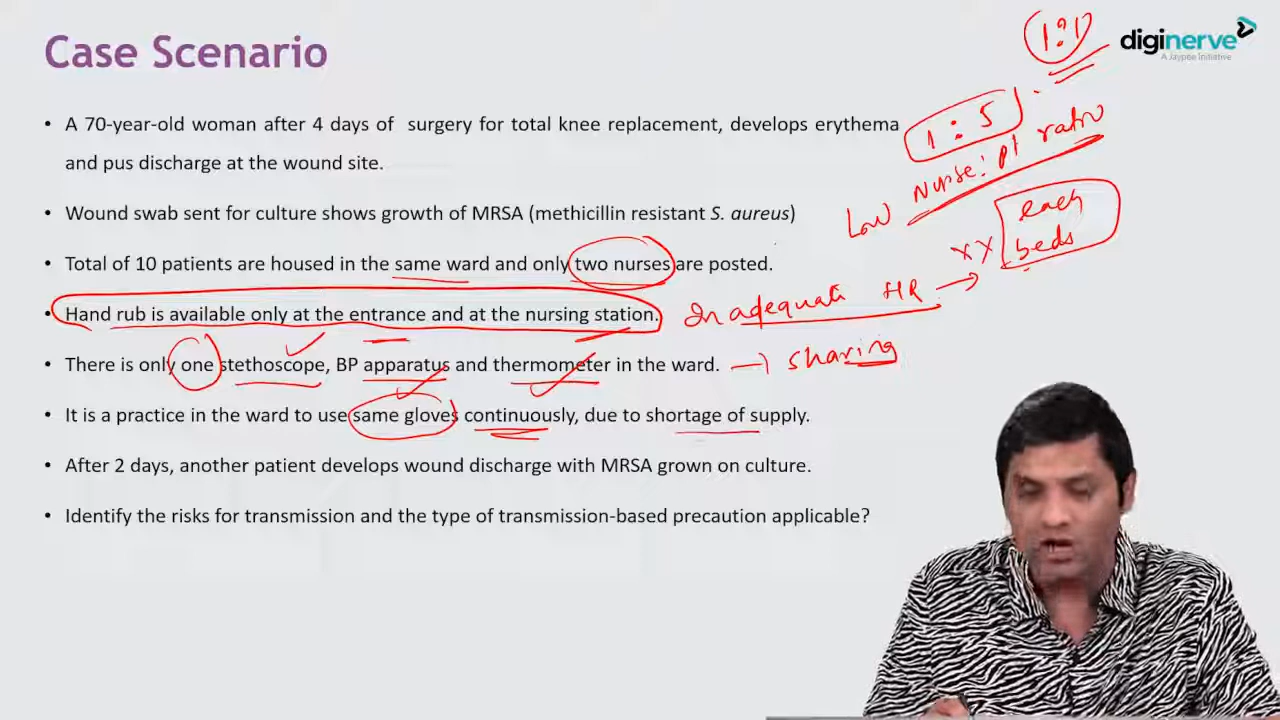 Case Scenario
diginerve
A Jaypee Initiative
1:1
• A 70-year-old woman after 4 days of surgery for total knee replacement, develops erythema
and pus discharge at the wound site.
1 : 5
Low Nurse: pt ratio
• Wound swab sent for culture shows growth of MRSA (methicillin resistant S. aureus)
each
beds
xx
• Total of 10 patients are housed in the same ward and only two nurses are posted.
• Hand rub is available only at the entrance and at the nursing station.
Inadequate HR →
• There is only one stethoscope, BP apparatus and thermometer in the ward.
→ sharing
• It is a practice in the ward to use same gloves continuously, due to shortage of supply.
• After 2 days, another patient develops wound discharge with MRSA grown on culture.
• Identify the risks for transmission and the type of transmission-based precaution applicable?